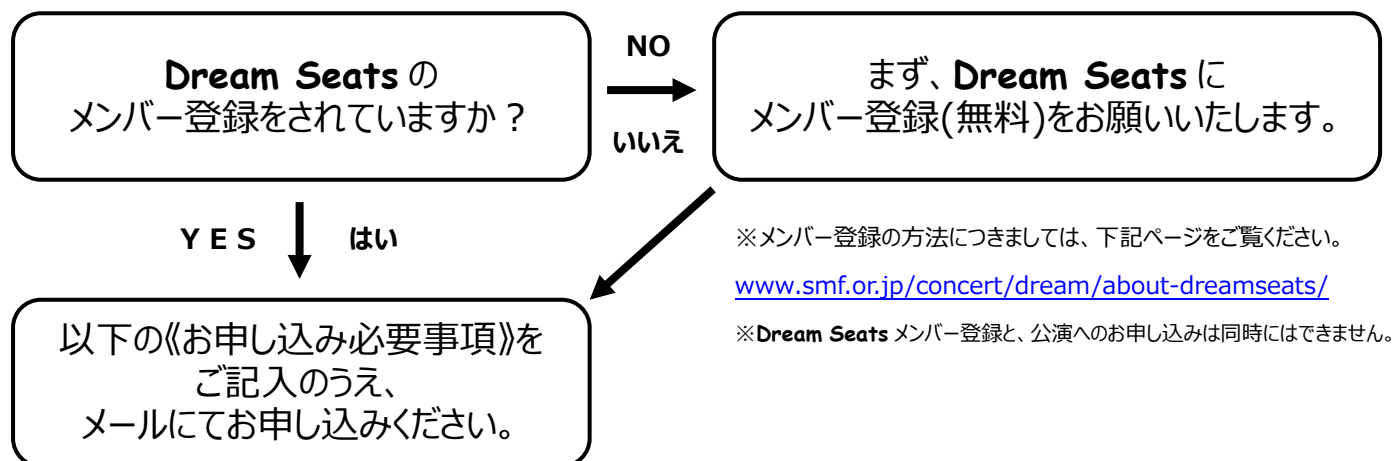 Dream Seats の
メンバー登録をされていますか？
NO
いいえ
まず、Dream Seats に
メンバー登録(無料)をお願いいたします。
ＹＥＳ
はい
※メンバー登録の方法につきましては、下記ページをご覧ください。
www.smf.or.jp/concert/dream/about-dreamseats/
※Dream Seats メンバー登録と、公演へのお申し込みは同時にはできません。
以下の《お申し込み必要事項》を
ご記入のうえ、
メールにてお申し込みください。